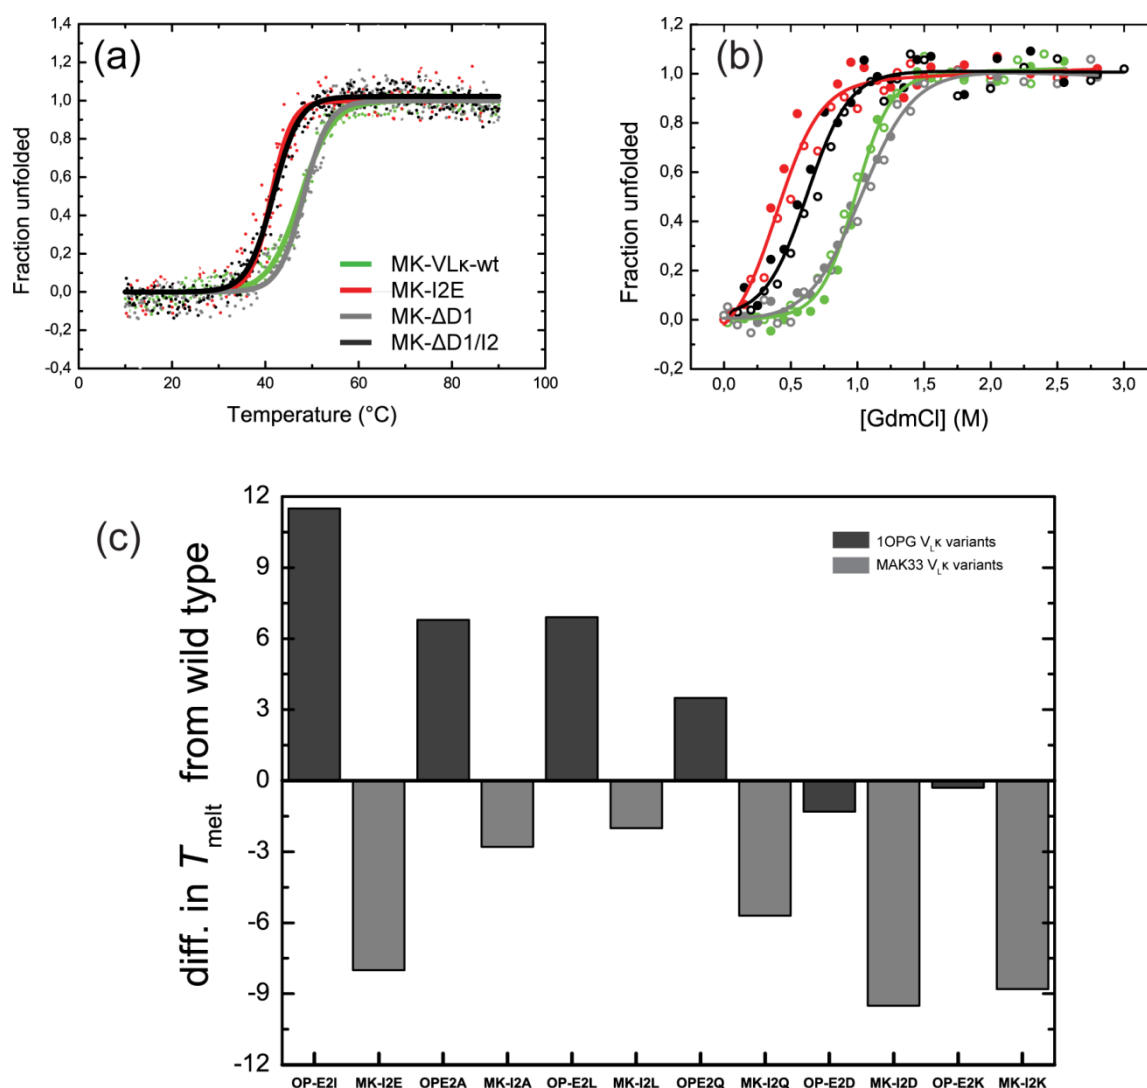 (a)
1,4
1,2
1,0
0,8
0,6
0,4
0,2
0,0
-0,2
-0,4
Fraction unfolded
0 20 40 60 80 100
Temperature (°C)
MK-VLκ-wt
MK-I2E
MK-ΔD1
MK-ΔD1/I2
(b)
1,2
1,0
0,8
0,6
0,4
0,2
0,0
-0,2
Fraction unfolded
0,0 0,5 1,0 1,5 2,0 2,5 3,0
[GdmCl] (M)
(c)
12
9
6
3
0
-3
-6
-9
-12
diff. in Tmelt from wild type
1OPG VLκ variants
MAK33 VLκ variants
OP-E2I MK-I2E OPE2A MK-I2A OP-E2L MK-I2L OPE2Q MK-I2Q OP-E2D MK-I2D OP-E2K MK-I2K